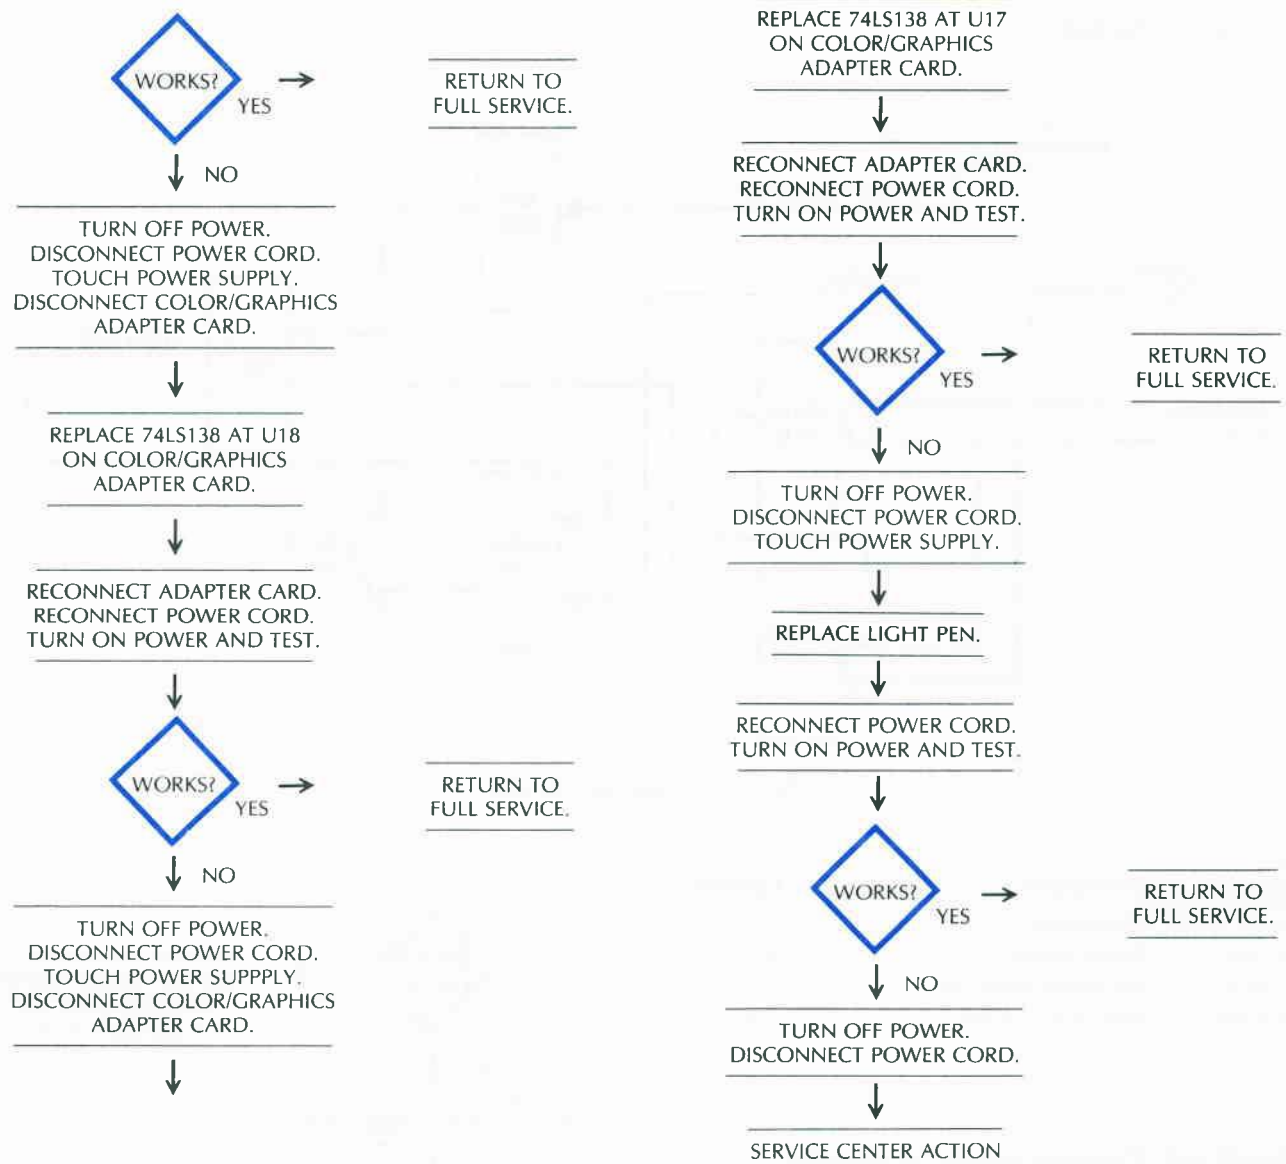 WORKS?
YES
RETURN TO
FULL SERVICE.
NO
TURN OFF POWER.
DISCONNECT POWER CORD.
TOUCH POWER SUPPLY.
DISCONNECT COLOR/GRAPHICS
ADAPTER CARD.
REPLACE 74LS138 AT U18
ON COLOR/GRAPHICS
ADAPTER CARD.
RECONNECT ADAPTER CARD.
RECONNECT POWER CORD.
TURN ON POWER AND TEST.
WORKS?
YES
RETURN TO
FULL SERVICE.
NO
TURN OFF POWER.
DISCONNECT POWER CORD.
TOUCH POWER SUPPPLY.
DISCONNECT COLOR/GRAPHICS
ADAPTER CARD.
REPLACE 74LS138 AT U17
ON COLOR/GRAPHICS
ADAPTER CARD.
RECONNECT ADAPTER CARD.
RECONNECT POWER CORD.
TURN ON POWER AND TEST.
WORKS?
YES
RETURN TO
FULL SERVICE.
NO
TURN OFF POWER.
DISCONNECT POWER CORD.
TOUCH POWER SUPPLY.
REPLACE LIGHT PEN.
RECONNECT POWER CORD.
TURN ON POWER AND TEST.
WORKS?
YES
RETURN TO
FULL SERVICE.
NO
TURN OFF POWER.
DISCONNECT POWER CORD.
SERVICE CENTER ACTION